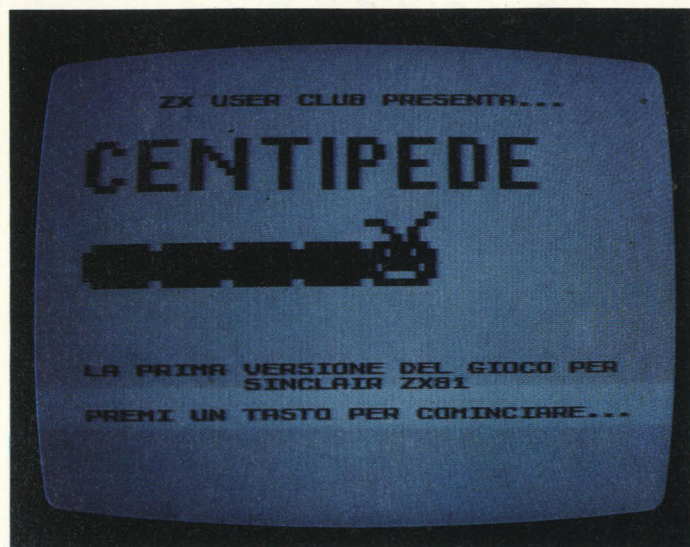 ZX USER CLUB PRESENTA...
CENTIPEDE
LA PRIMA VERSIONE DEL GIOCO PER
SINCLAIR ZX81
PREMI UN TASTO PER COMINCIARE...